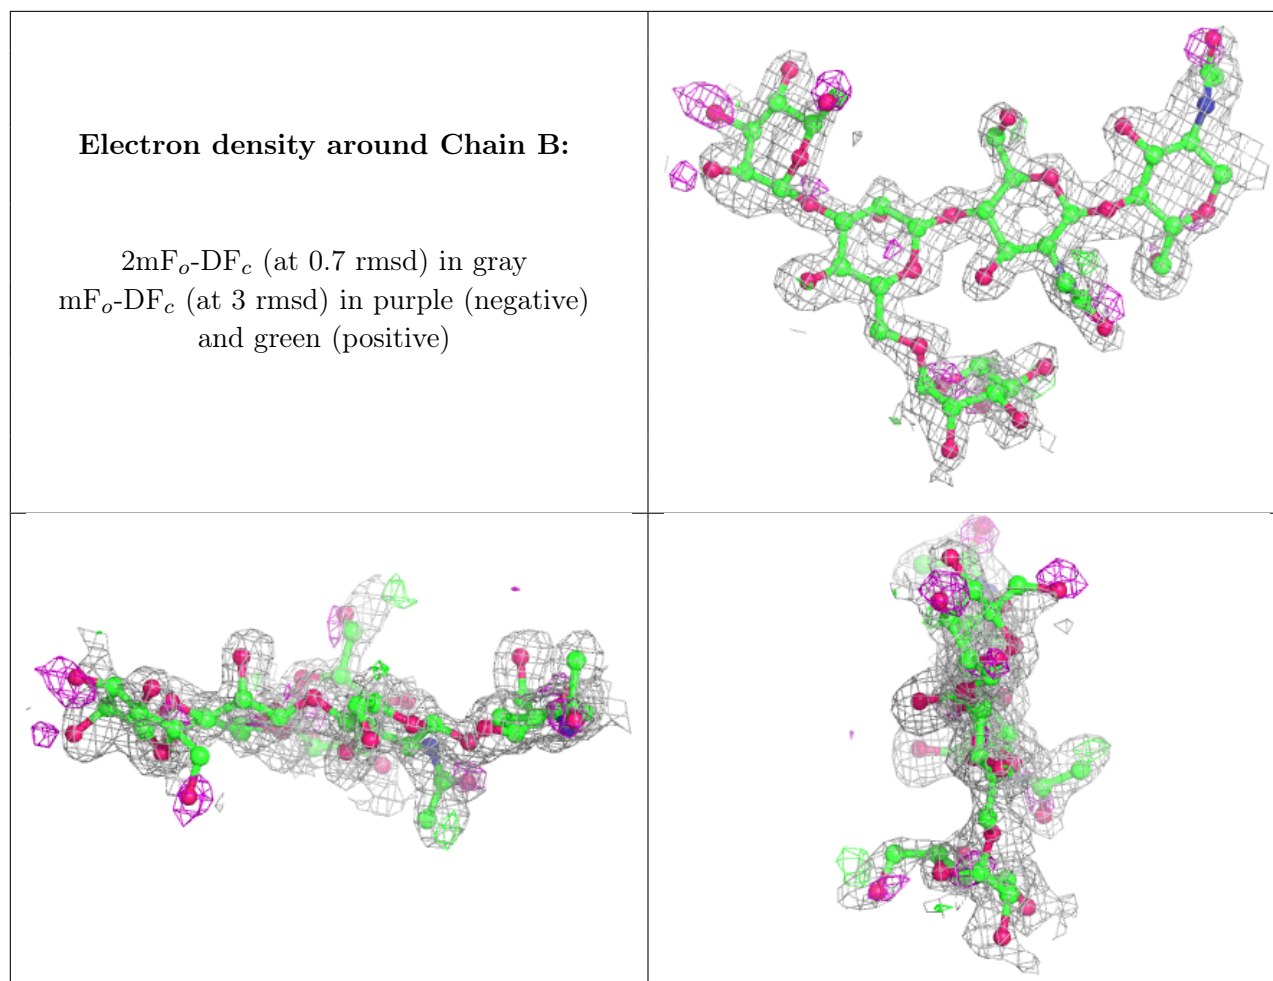 Electron density around Chain B:
2mFₒ-DF𝒸 (at 0.7 rmsd) in gray
mFₒ-DF𝒸 (at 3 rmsd) in purple (negative)
and green (positive)